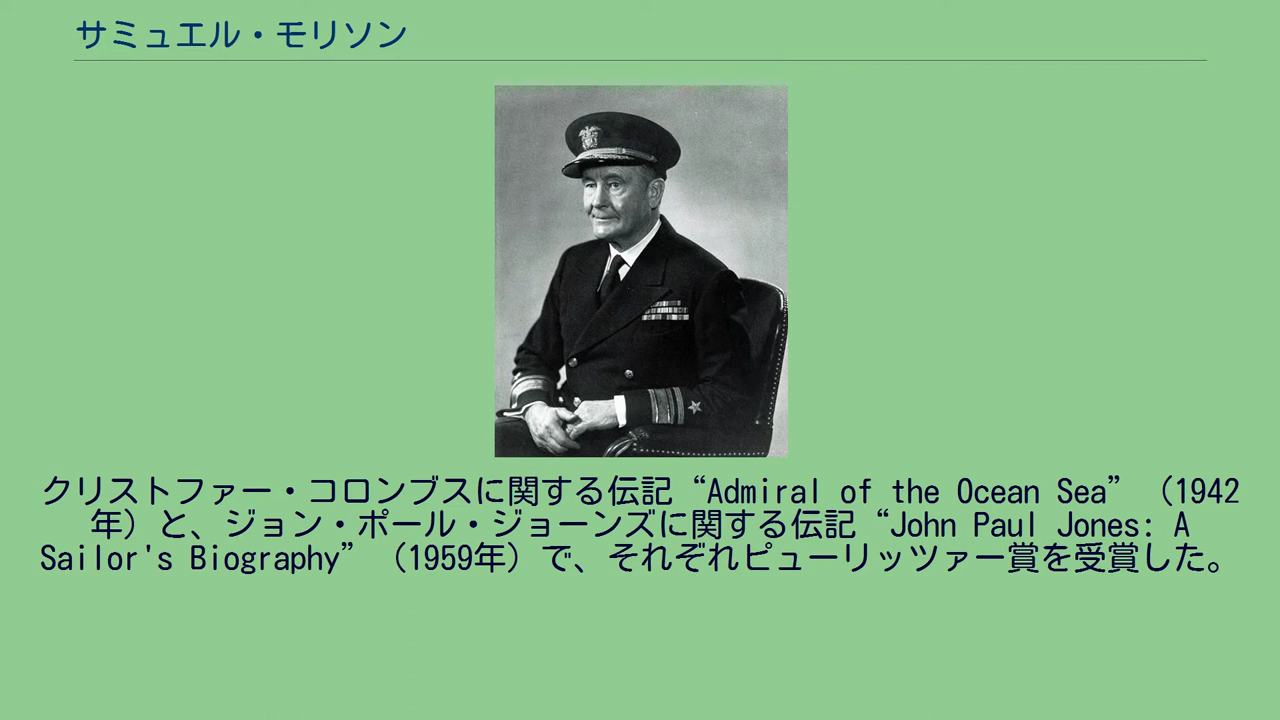 サミュエル・モリソン
クリストファー・コロンブスに関する伝記“Admiral of the Ocean Sea”（1942
年）と、ジョン・ポール・ジョーンズに関する伝記“John Paul Jones: A
Sailor's Biography”（1959年）で、それぞれピューリッツァー賞を受賞した。